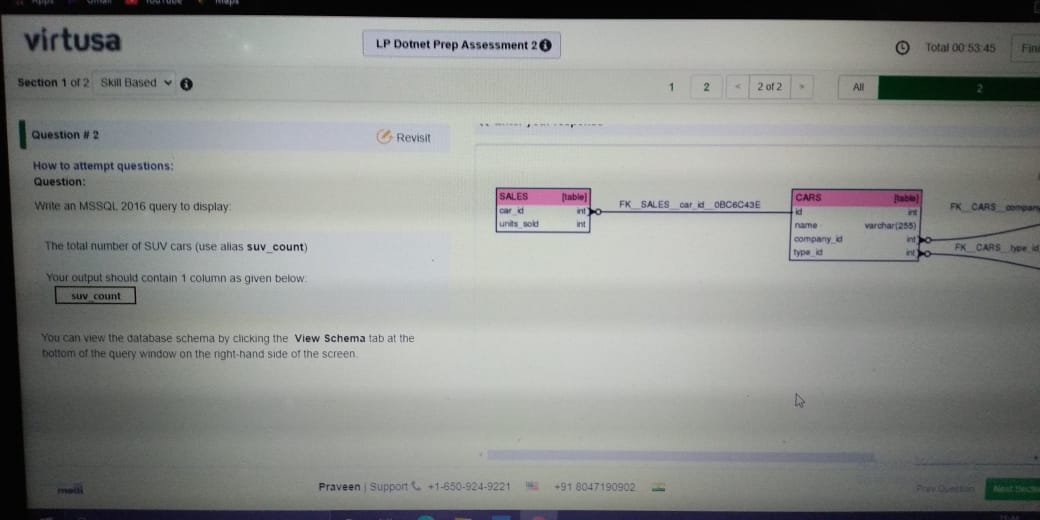 Apps
Maps
virtusa
LP Dotnet Prep Assessment 2
Total 00:53:45
Section 1 of 2 Skill Based
1 2 < 2 of 2 > All 2
Question # 2
Revisit
How to attempt questions:
Question:
Write an MSSQL 2016 query to display:
The total number of SUV cars (use alias suv_count)
Your output should contain 1 column as given below:
suv_count
You can view the database schema by clicking the View Schema tab at the
bottom of the query window on the right-hand side of the screen.
SALES [table]
car_id int
units_sold int
FK__SALES__car_id__0BC6C43E
CARS [table]
id int
name varchar(255)
company_id int
type_id int
FK__CARS__company
FK__CARS__type_id
mettl
Praveen | Support +1-650-924-9221 +91 8047190902
Prev Question